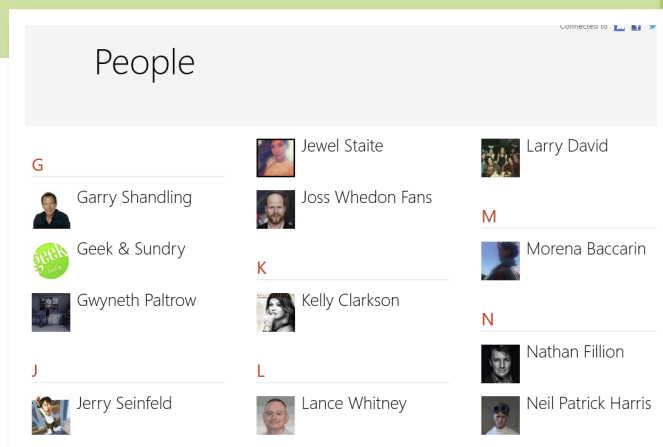 Connected to
People
G
Garry Shandling
Geek & Sundry
Gwyneth Paltrow
J
Jerry Seinfeld
Jewel Staite
Joss Whedon Fans
K
Kelly Clarkson
L
Lance Whitney
Larry David
M
Morena Baccarin
N
Nathan Fillion
Neil Patrick Harris
geek